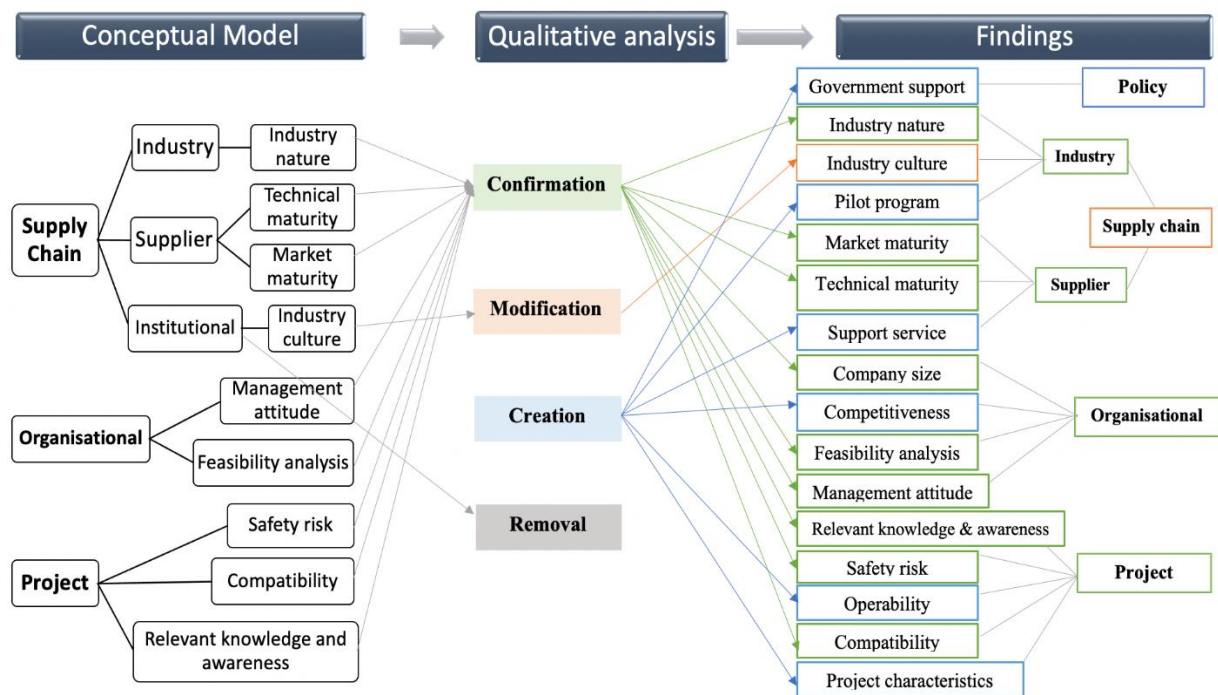 Conceptual Model
Qualitative analysis
Findings
Supply
Chain
Industry
Industry
nature
Supplier
Technical
maturity
Market
maturity
Institutional
Industry
culture
Organisational
Management
attitude
Feasibility analysis
Project
Safety risk
Compatibility
Relevant knowledge and
awareness
Confirmation
Modification
Creation
Removal
Government support
Industry nature
Industry culture
Pilot program
Market maturity
Technical maturity
Support service
Company size
Competitiveness
Feasibility analysis
Management attitude
Relevant knowledge & awareness
Safety risk
Operability
Compatibility
Project characteristics
Policy
Industry
Supplier
Supply chain
Organisational
Project